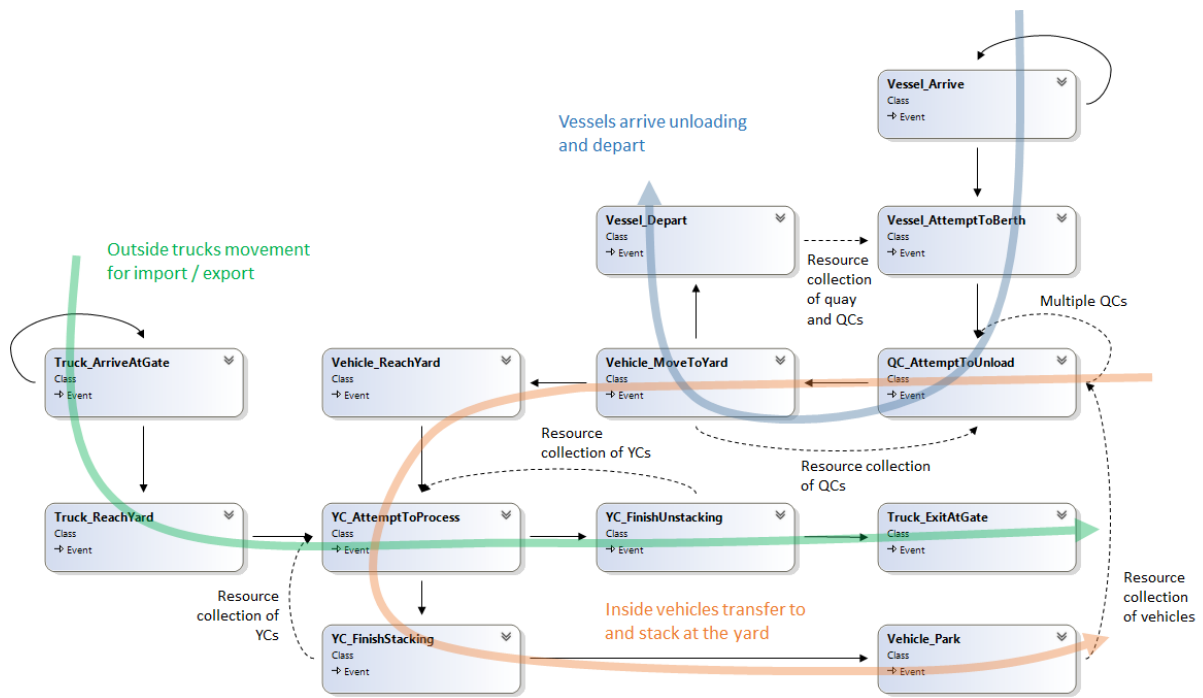 Vessel_Arrive
Class
Event
Vessels arrive unloading
and depart
Vessel_Depart
Class
Event
Vessel_AttemptToBerth
Class
Event
Resource
collection
of quay
and QCs
Outside trucks movement
for import / export
Multiple QCs
Truck_ArriveAtGate
Class
Event
Vehicle_ReachYard
Class
Event
Vehicle_MoveToYard
Class
Event
QC_AttemptToUnload
Class
Event
Resource
collection of YCs
Resource collection
of QCs
Truck_ReachYard
Class
Event
YC_AttemptToProcess
Class
Event
YC_FinishUnstacking
Class
Event
Truck_ExitAtGate
Class
Event
Resource
collection of
YCs
Inside vehicles transfer to
and stack at the yard
Resource
collection
of vehicles
YC_FinishStacking
Class
Event
Vehicle_Park
Class
Event